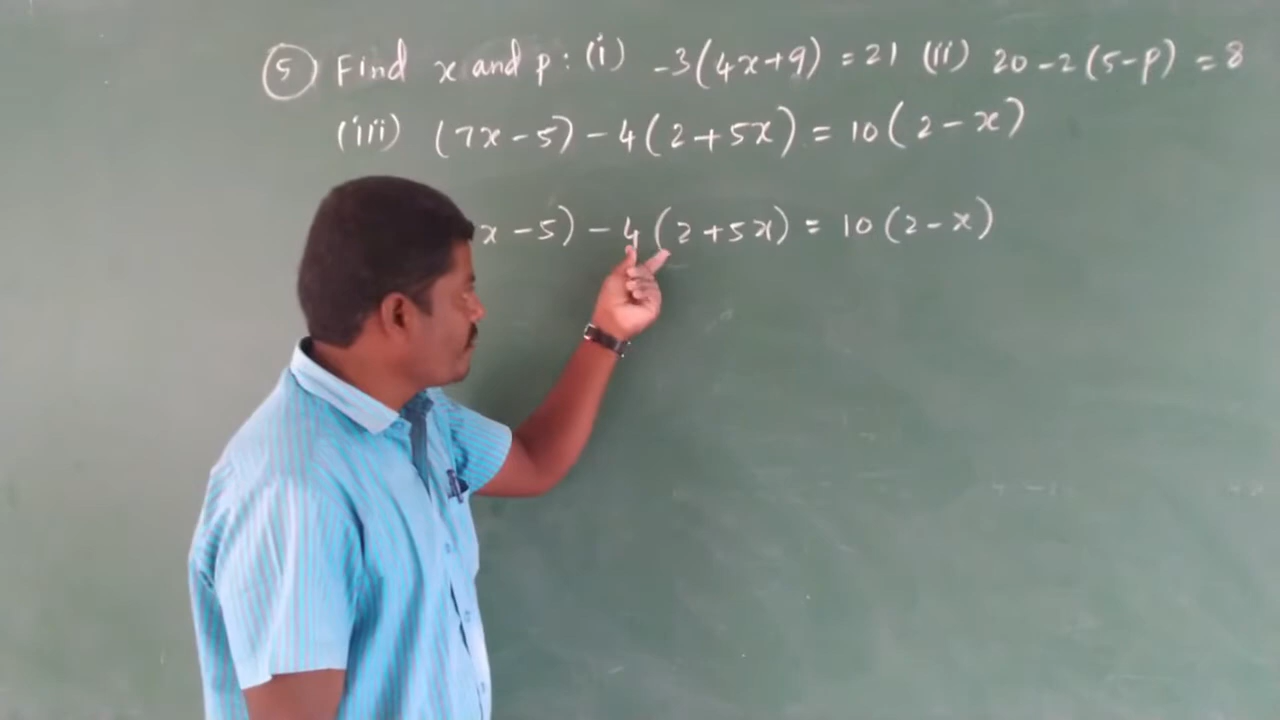 (5) Find x and p: (i) -3(4x+9) = 21 (ii) 20-2(5-p) = 8
(iii) (7x-5)-4(2+5x) = 10(2-x)
x-5)-4(2+5x) = 10(2-x)